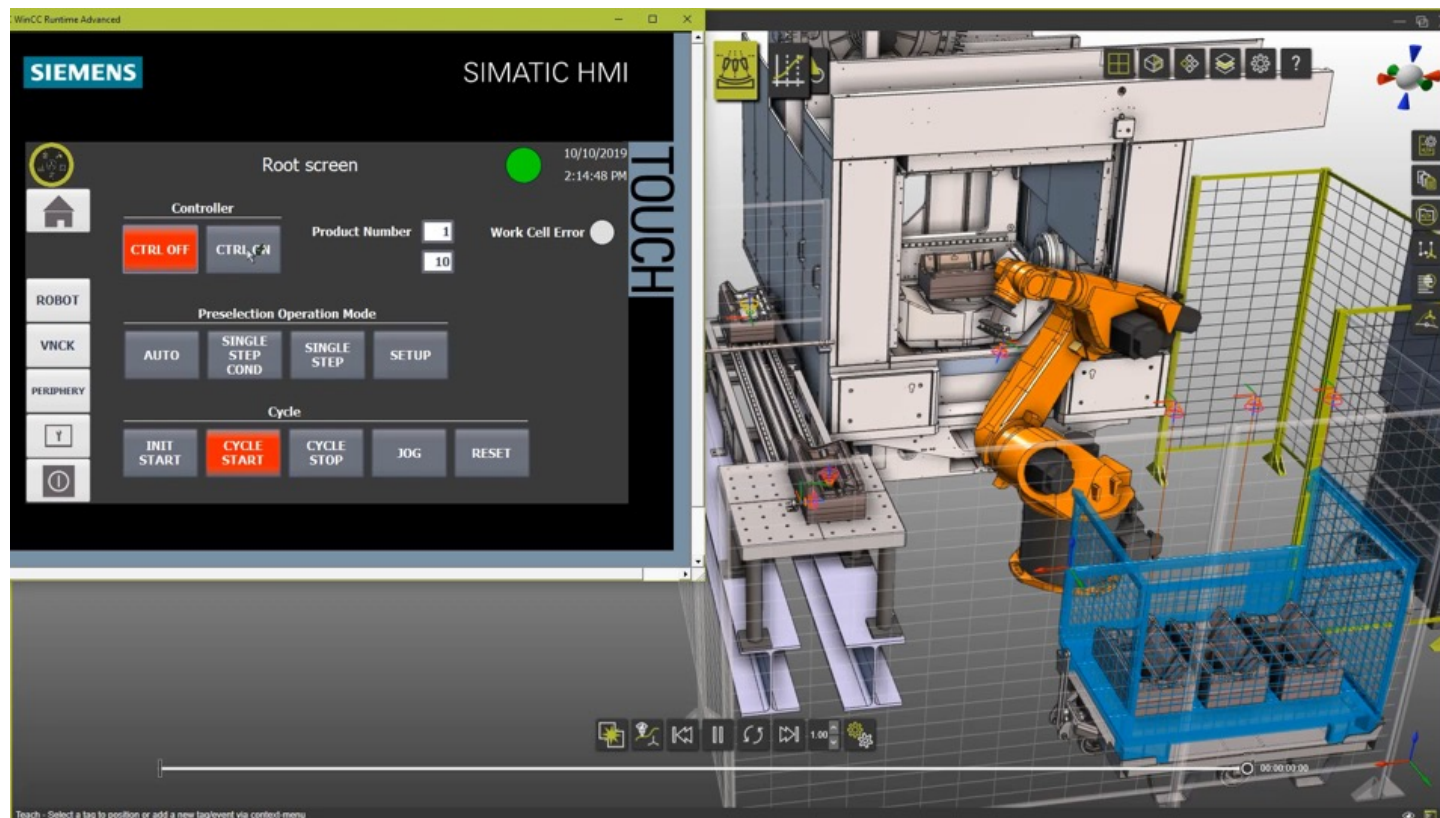 WinCC Runtime Advanced
SIEMENS
SIMATIC HMI
TOUCH
Root screen
10/10/2019
2:14:48 PM
Controller
CTRL OFF
CTRL ON
Product Number
1
10
Work Cell Error
ROBOT
VNCK
PERIPHERY
Preselection Operation Mode
AUTO
SINGLE
STEP
COND
SINGLE
STEP
SETUP
Cycle
INIT
START
CYCLE
START
CYCLE
STOP
JOG
RESET
?
1.00
00:00:00:00
Teach - Select a tag to position or add a new tag/event via context-menu